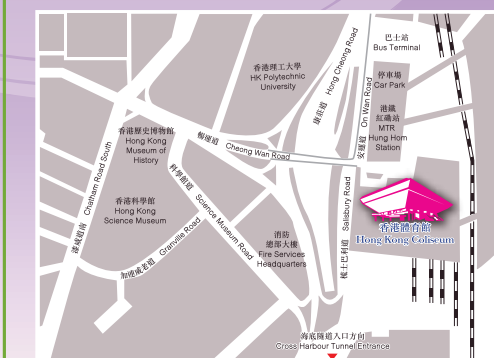 巴士站
Bus Terminal
停車場
Car Park
港鐵
紅磡站
MTR
Hung Hom
Station
香港理工大學
HK Polytechnic
University
康莊道 Hong Cheong Road
安運道 On Wan Road
香港歷史博物館
Hong Kong
Museum of
History
暢運道 Cheong Wan Road
科學館道 Science Museum Road
漆咸道南 Chatham Road South
香港科學館
Hong Kong
Science Museum
加連威老道 Granville Road
消防
總部大樓
Fire Services
Headquarters
梳士巴利道 Salisbury Road
香港體育館
Hong Kong Coliseum
海底隧道入口方向
Cross Harbour Tunnel Entrance